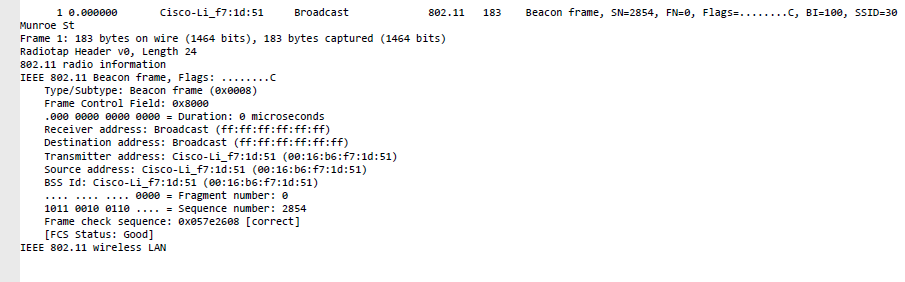 1 0.000000 Cisco-Li_f7:1d:51 Broadcast 802.11 183 Beacon frame, SN=2854, FN=0, Flags=........C, BI=100, SSID=30
Munroe St
Frame 1: 183 bytes on wire (1464 bits), 183 bytes captured (1464 bits)
Radiotap Header v0, Length 24
802.11 radio information
IEEE 802.11 Beacon frame, Flags: ........C
Type/Subtype: Beacon frame (0x0008)
Frame Control Field: 0x8000
.000 0000 0000 0000 = Duration: 0 microseconds
Receiver address: Broadcast (ff:ff:ff:ff:ff:ff)
Destination address: Broadcast (ff:ff:ff:ff:ff:ff)
Transmitter address: Cisco-Li_f7:1d:51 (00:16:b6:f7:1d:51)
Source address: Cisco-Li_f7:1d:51 (00:16:b6:f7:1d:51)
BSS Id: Cisco-Li_f7:1d:51 (00:16:b6:f7:1d:51)
.... .... .... 0000 = Fragment number: 0
1011 0010 0110 .... = Sequence number: 2854
Frame check sequence: 0x057e2608 [correct]
[FCS Status: Good]
IEEE 802.11 wireless LAN